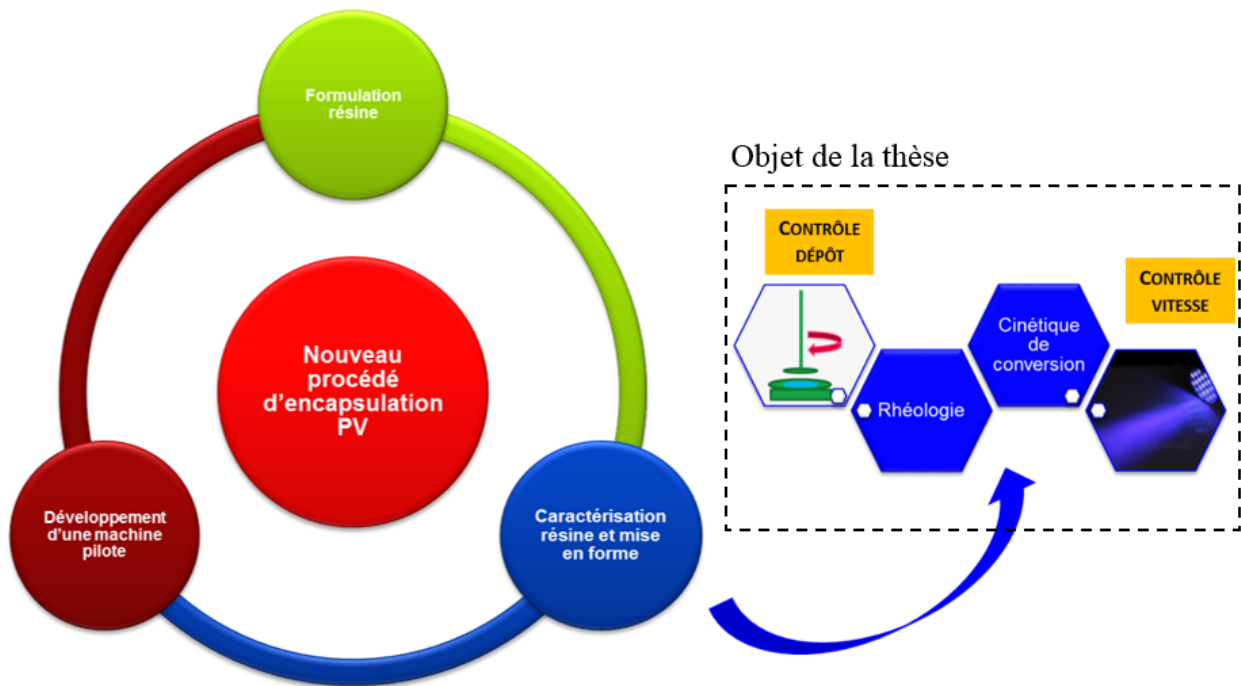 Formulation
résine
Nouveau
procédé
d'encapsulation
PV
Développement
d'une machine
pilote
Caractérisation
résine et mise
en forme
Objet de la thèse
CONTRÔLE
DÉPÔT
Rhéologie
Cinétique
de
conversion
CONTRÔLE
VITESSE